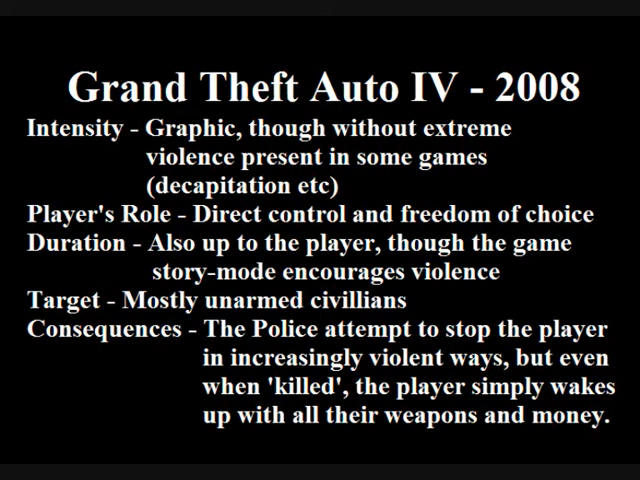 Grand Theft Auto IV - 2008
Intensity - Graphic, though without extreme
violence present in some games
(decapitation etc)
Player's Role - Direct control and freedom of choice
Duration - Also up to the player, though the game
story-mode encourages violence
Target - Mostly unarmed civillians
Consequences - The Police attempt to stop the player
in increasingly violent ways, but even
when 'killed', the player simply wakes
up with all their weapons and money.